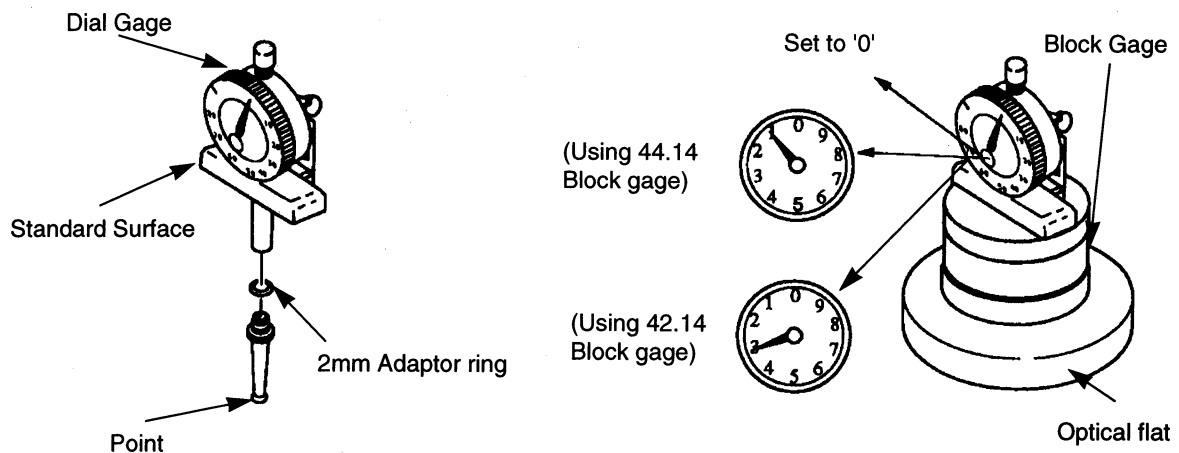 Dial Gage
Standard Surface
2mm Adaptor ring
Point
Set to '0'
Block Gage
(Using 44.14
Block gage)
0
1
9
2
8
3
7
4
6
5
(Using 42.14
Block gage)
0
1
9
2
8
3
7
4
6
5
Optical flat